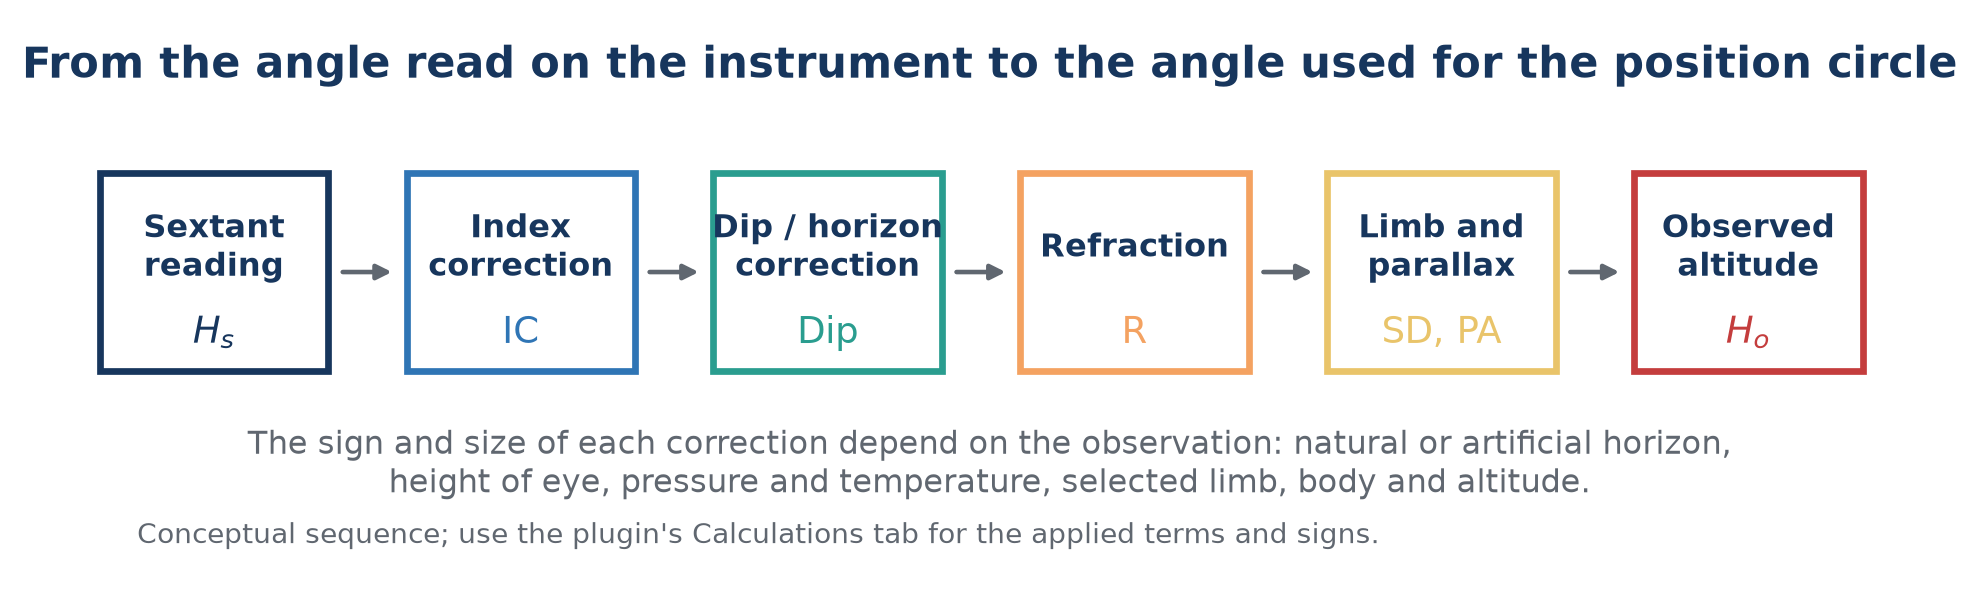 From the angle read on the instrument to the angle used for the position circle
Sextant
reading
Hs
Index
correction
IC
Dip / horizon
correction
Dip
Refraction
R
Limb and
parallax
SD, PA
Observed
altitude
Ho
The sign and size of each correction depend on the observation: natural or artificial horizon,
height of eye, pressure and temperature, selected limb, body and altitude.
Conceptual sequence; use the plugin's Calculations tab for the applied terms and signs.